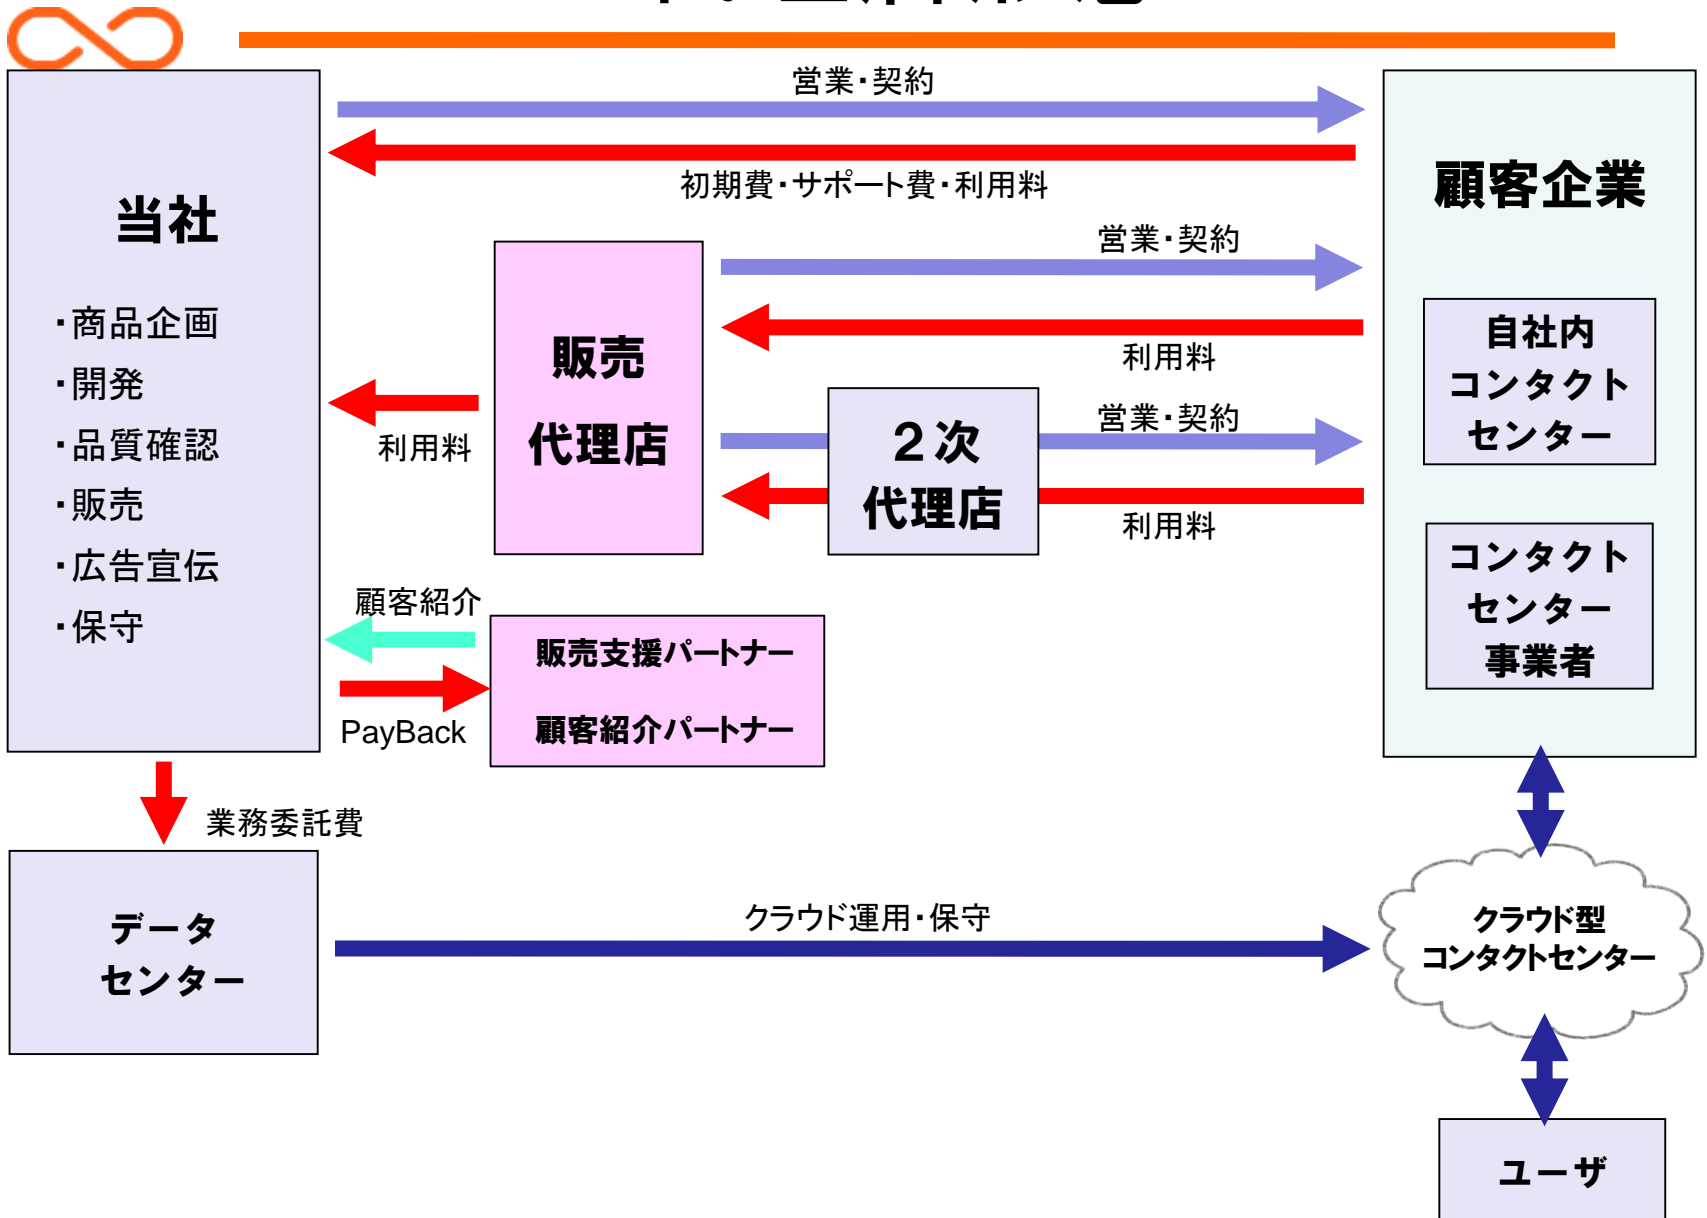 営業・契約
初期費・サポート費・利用料
当社
・商品企画
・開発
・品質確認
・販売
・広告宣伝
・保守
顧客企業
営業・契約
利用料
販売
代理店
利用料
営業・契約
2次
代理店
利用料
自社内
コンタクト
センター
コンタクト
センター
事業者
顧客紹介
PayBack
販売支援パートナー
顧客紹介パートナー
業務委託費
データ
センター
クラウド運用・保守
クラウド型
コンタクトセンター
ユーザ